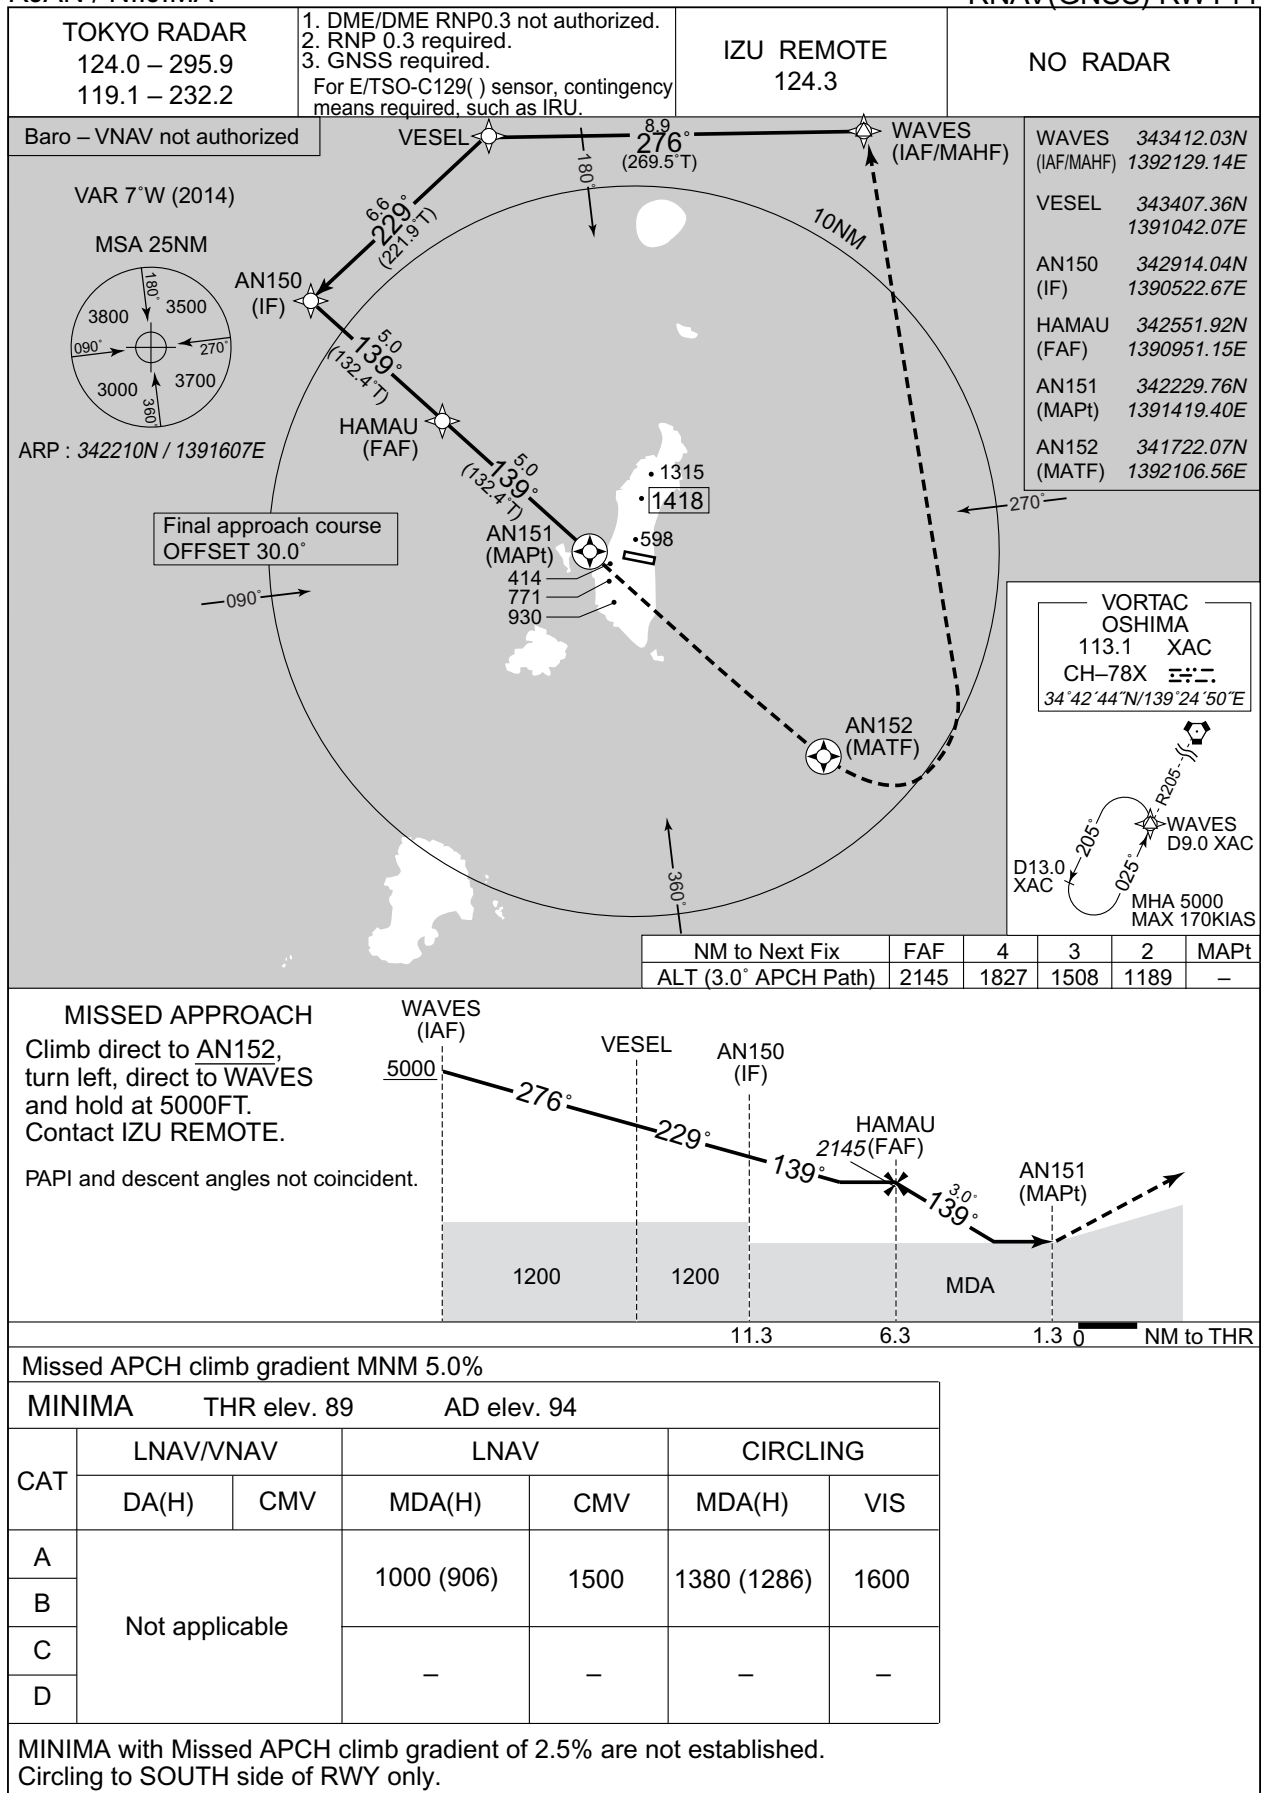 TOKYO RADAR
124.0 – 295.9
119.1 – 232.2
1. DME/DME RNP0.3 not authorized.
2. RNP 0.3 required.
3. GNSS required.
For E/TSO-C129( ) sensor, contingency
means required, such as IRU.
IZU REMOTE
124.3
NO RADAR
Baro – VNAV not authorized
VAR 7°W (2014)
MSA 25NM
180°
3800
3500
090°
270°
3000
3700
360°
ARP : 342210N / 1391607E
VESEL
8.9
276°
(269.5°T)
WAVES
(IAF/MAHF)
180°
10NM
6.6
229°
(221.9°T)
AN150
(IF)
5.0
139°
(132.4°T)
HAMAU
(FAF)
5.0
139°
(132.4°T)
1315
1418
598
AN151
(MAPt)
414
771
930
Final approach course
OFFSET 30.0°
090°
270°
360°
AN152
(MATF)
WAVES 343412.03N
(IAF/MAHF) 1392129.14E
VESEL 343407.36N
1391042.07E
AN150 342914.04N
(IF) 1390522.67E
HAMAU 342551.92N
(FAF) 1390951.15E
AN151 342229.76N
(MAPt) 1391419.40E
AN152 341722.07N
(MATF) 1392106.56E
VORTAC
OSHIMA
113.1 XAC
CH–78X
34°42´44˝N/139°24´50˝E
R205
WAVES
D9.0 XAC
205°
025°
D13.0
XAC
MHA 5000
MAX 170KIAS
NM to Next Fix FAF 4 3 2 MAPt
ALT (3.0° APCH Path) 2145 1827 1508 1189 –
MISSED APPROACH
Climb direct to AN152,
turn left, direct to WAVES
and hold at 5000FT.
Contact IZU REMOTE.
PAPI and descent angles not coincident.
WAVES
(IAF)
VESEL
AN150
(IF)
5000
276°
229°
139°
HAMAU
2145 (FAF)
3.0°
139°
AN151
(MAPt)
1200
1200
MDA
11.3 6.3 1.3 0 NM to THR
Missed APCH climb gradient MNM 5.0%
MINIMA THR elev. 89 AD elev. 94
CAT LNAV/VNAV LNAV CIRCLING
DA(H) CMV MDA(H) CMV MDA(H) VIS
A
B
Not applicable
1000 (906) 1500 1380 (1286) 1600
C
D
– – – –
MINIMA with Missed APCH climb gradient of 2.5% are not established.
Circling to SOUTH side of RWY only.